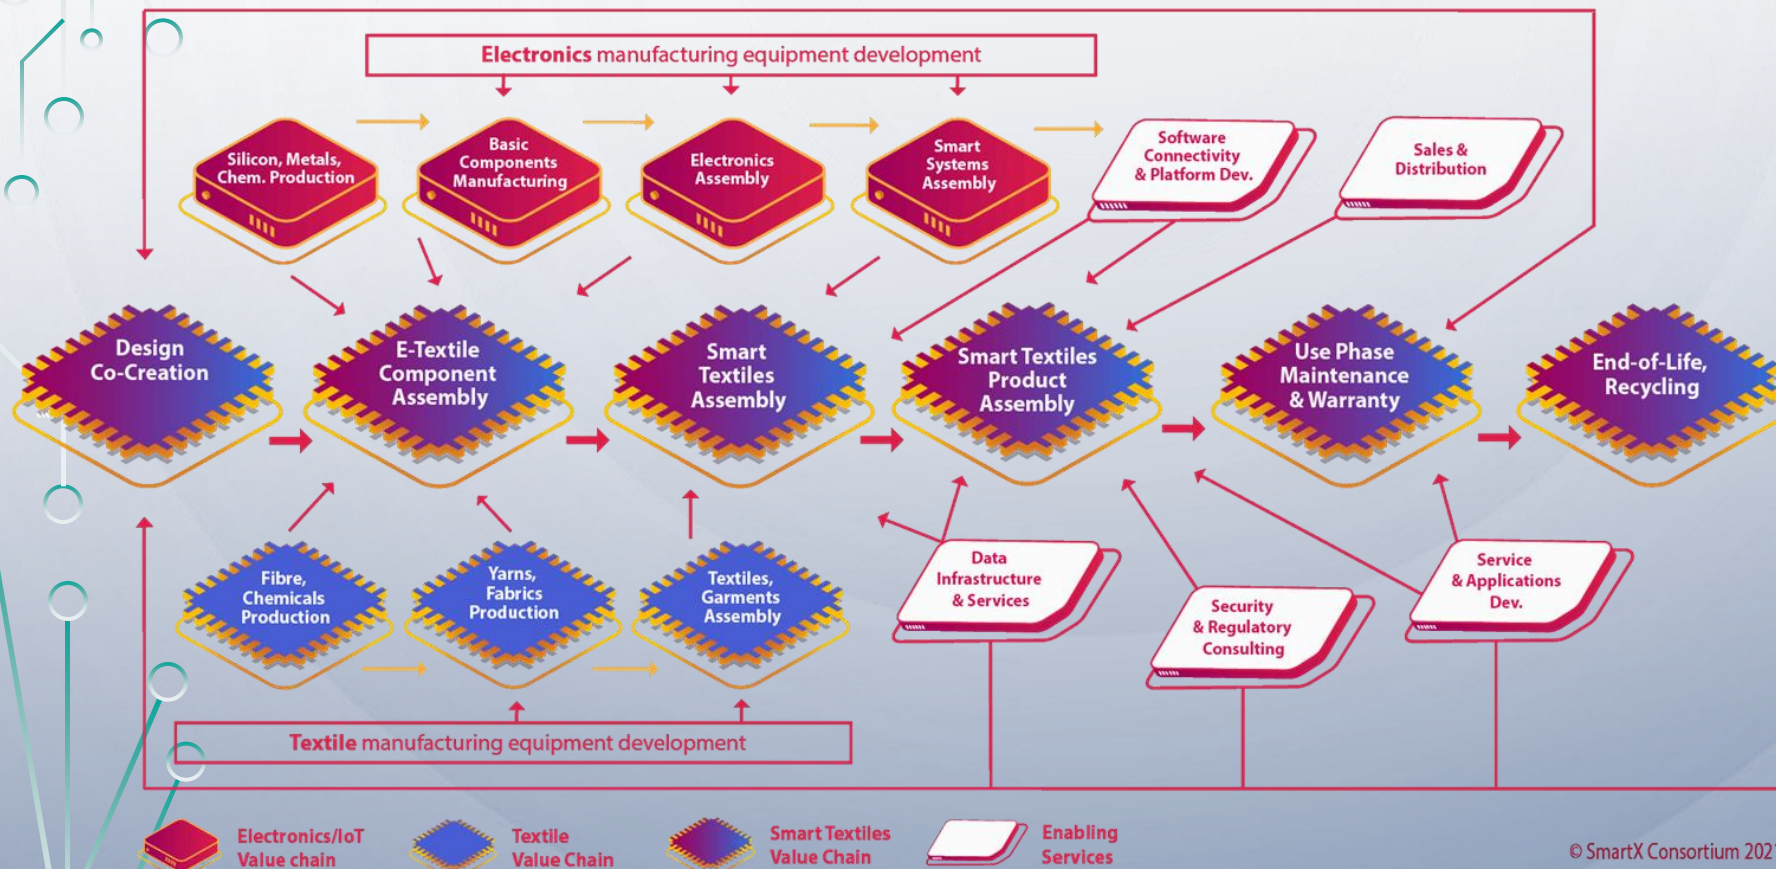 Electronics manufacturing equipment development
Silicon, Metals,
Chem. Production
Basic
Components
Manufacturing
Electronics
Assembly
Smart
Systems
Assembly
Software
Connectivity
& Platform Dev.
Sales &
Distribution
Design
Co-Creation
E-Textile
Component
Assembly
Smart
Textiles
Assembly
Smart Textiles
Product
Assembly
Use Phase
Maintenance
& Warranty
End-of-Life,
Recycling
Fibre,
Chemicals
Production
Yarns,
Fabrics
Production
Textiles,
Garments
Assembly
Data
Infrastructure
& Services
Security
& Regulatory
Consulting
Service
& Applications
Dev.
Textile manufacturing equipment development
Electronics/IoT
Value chain
Textile
Value Chain
Smart Textiles
Value Chain
Enabling
Services
© SmartX Consortium 2021